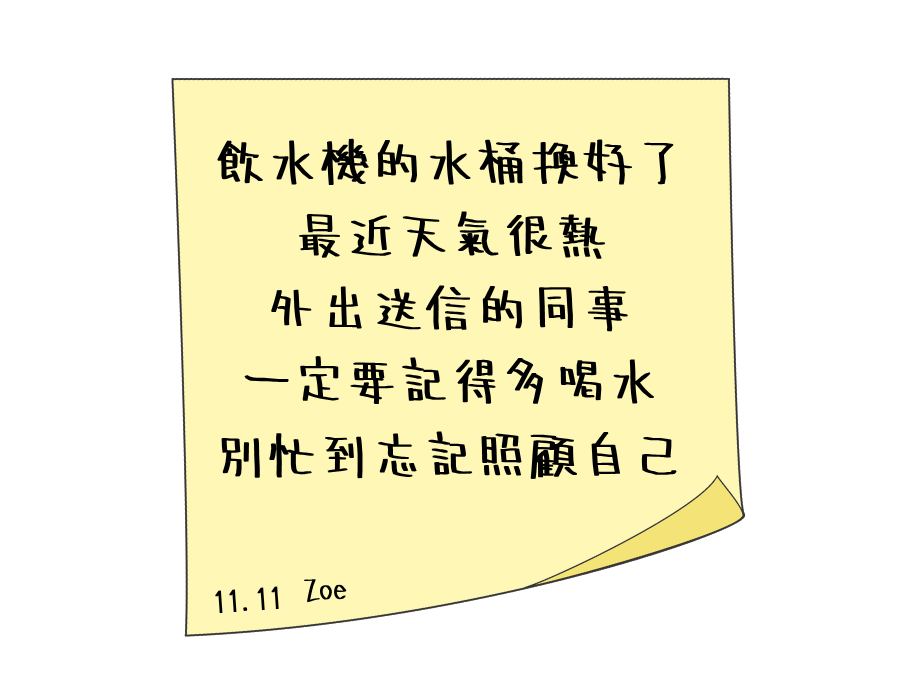 飲水機的水桶換好了
最近天氣很熱
外出送信的同事
一定要記得多喝水
別忙到忘記照顧自己
11.11 Zoe